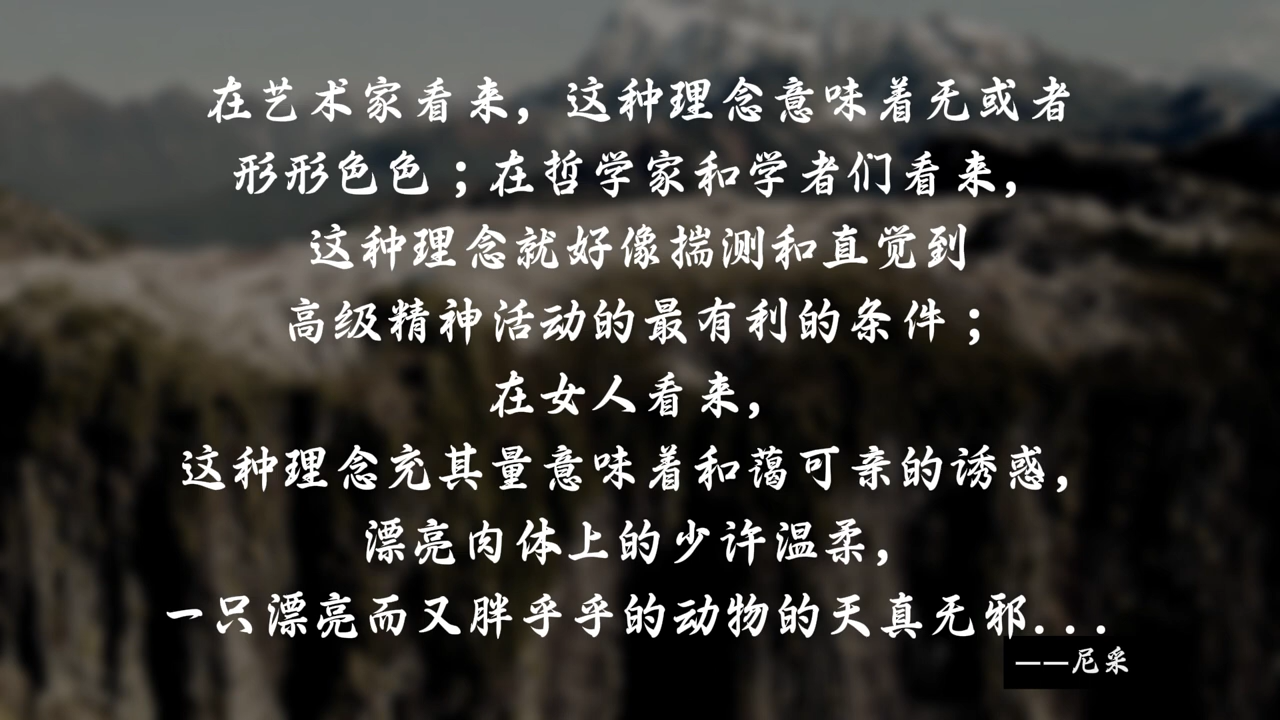 在艺术家看来，这种理念意味着无或者
形形色色；在哲学家和学者们看来，
这种理念就好像揣测和直觉到
高级精神活动的最有利的条件；
在女人看来，
这种理念充其量意味着和蔼可亲的诱惑，
漂亮肉体上的少许温柔，
一只漂亮而又胖乎乎的动物的天真无邪...
——尼采